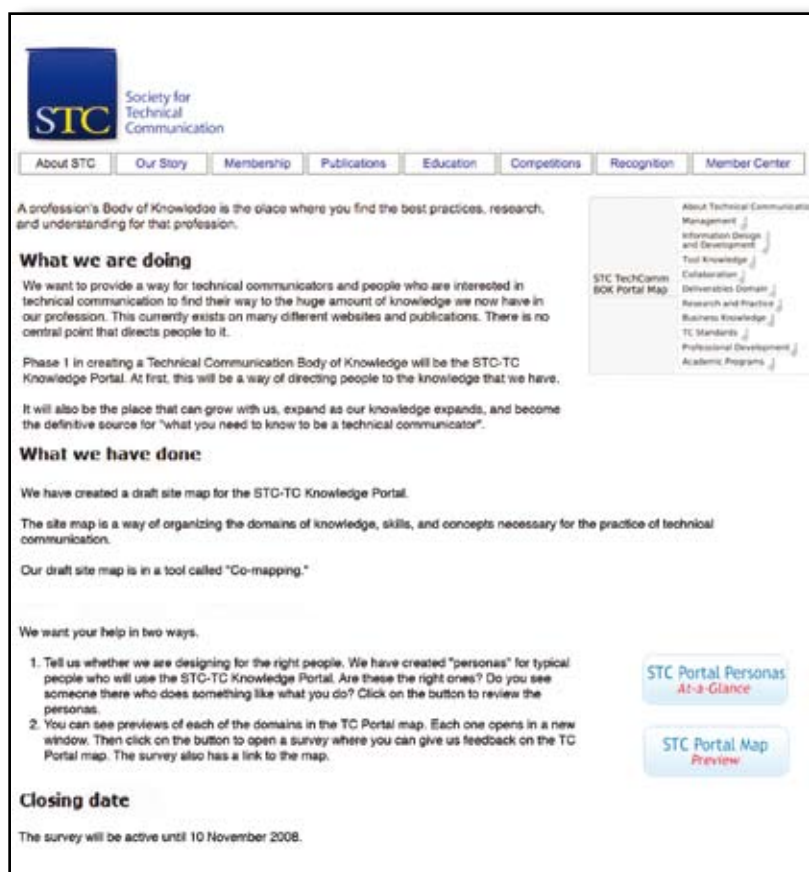 STC
Society for
Technical
Communication
About STC
Our Story
Membership
Publications
Education
Competitions
Recognition
Member Center
A profession's Body of Knowledge is the place where you find the best practices, research,
and understanding for that profession.
STC TechComm
BOK Portal Map
About Technical Communicatio
Management
Information Design
and Development
Tool Knowledge
Collaboration
Deliverables Domain
Research and Practice
Business Knowledge
TC Standards
Professional Development
Academic Programs
What we are doing
We want to provide a way for technical communicators and people who are interested in
technical communication to find their way to the huge amount of knowledge we now have in
our profession. This currently exists on many different websites and publications. There is no
central point that directs people to it.
Phase 1 in creating a Technical Communication Body of Knowledge will be the STC-TC
Knowledge Portal. At first, this will be a way of directing people to the knowledge that we have.
It will also be the place that can grow with us, expand as our knowledge expands, and become
the definitive source for "what you need to know to be a technical communicator".
What we have done
We have created a draft site map for the STC-TC Knowledge Portal.
The site map is a way of organizing the domains of knowledge, skills, and concepts necessary for the practice of technical
communication.
Our draft site map is in a tool called "Co-mapping."
We want your help in two ways.
1. Tell us whether we are designing for the right people. We have created "personas" for typical
people who will use the STC-TC Knowledge Portal. Are these the right ones? Do you see
someone there who does something like what you do? Click on the button to review the
personas.
2. You can see previews of each of the domains in the TC Portal map. Each one opens in a new
window. Then click on the button to open a survey where you can give us feedback on the TC
Portal map. The survey also has a link to the map.
STC Portal Personas
At-a-Glance
STC Portal Map
Preview
Closing date
The survey will be active until 10 November 2008.